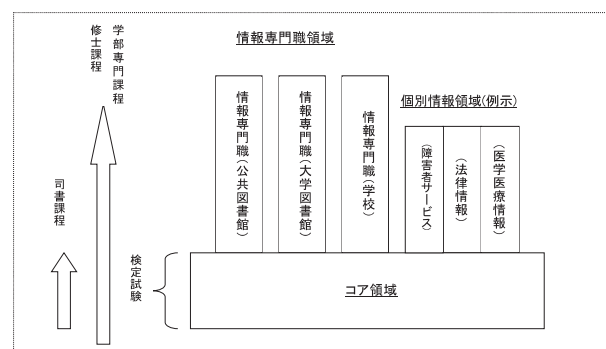 情報専門職領域
学部専門課程
修士課程
情報専門職(公共図書館)
情報専門職(大学図書館)
情報専門職(学校)
個別情報領域(例示)
(障害者サービス)
(法律情報)
(医学医療情報)
司書課程
検定試験
コア領域